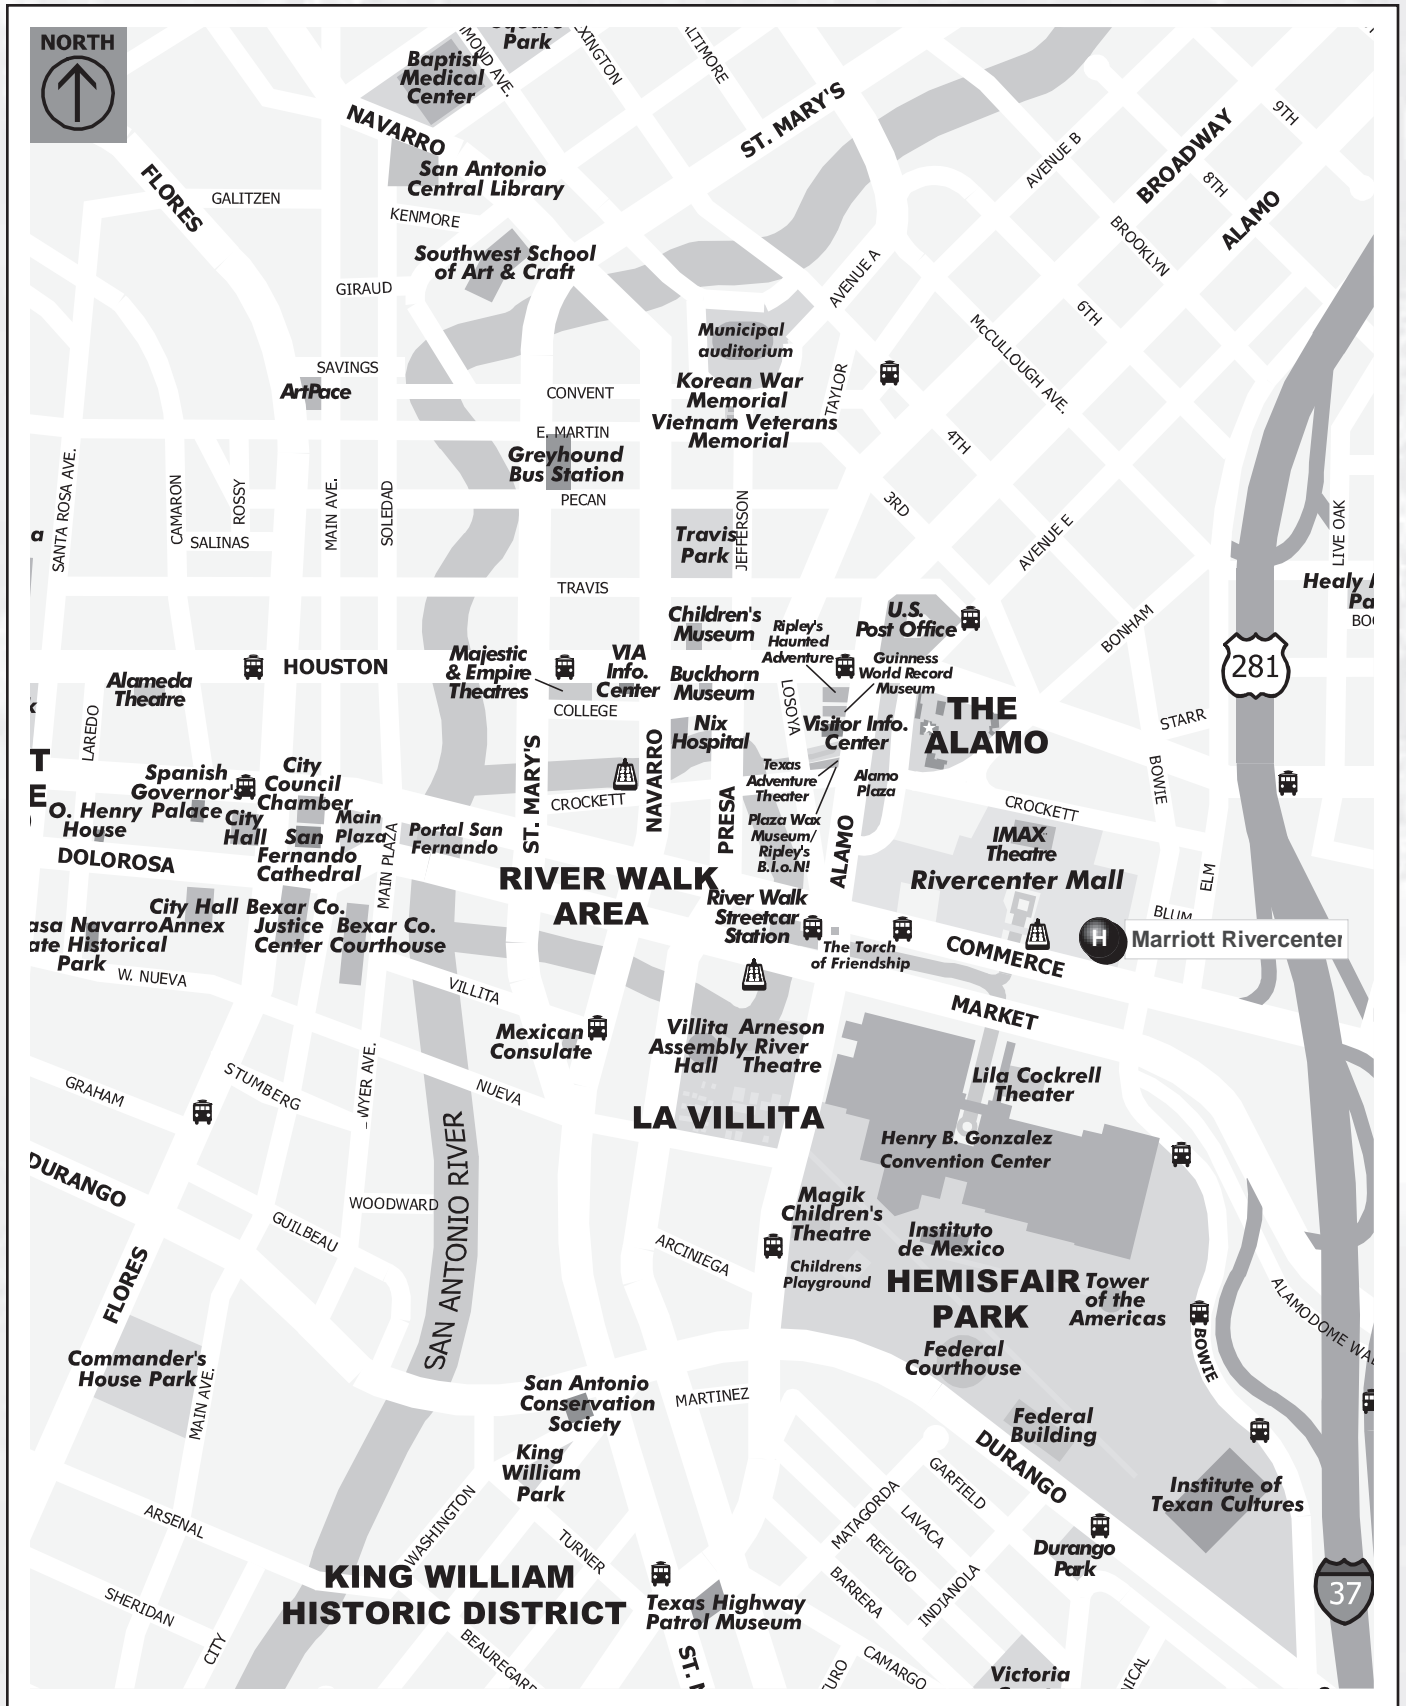 NORTH
Park
Baptist
Medical
Center
NAVARRO
ST. MARY'S
AVENUE B
BROADWAY
9TH
8TH
ALAMO
BROOKLYN
6TH
FLORES
GALITZEN
San Antonio
Central Library
KENMORE
Southwest School
of Art & Craft
GIRAUD
AVENUE A
McCULLOUGH AVE.
Municipal
auditorium
SAVINGS
ArtPace
CONVENT
Korean War
Memorial
TAYLOR
Vietnam Veterans
Memorial
E. MARTIN
Greyhound
Bus Station
PECAN
4TH
3RD
AVENUE E
SANTA ROSA AVE.
CAMARON
ROSSY
SALINAS
MAIN AVE.
SOLEDAD
Travis
Park
JEFFERSON
LIVE OAK
TRAVIS
Children's
Museum
Ripley's
Haunted
Adventure
U.S.
Post Office
BONHAM
Healy
281
HOUSTON
Majestic
& Empire
Theatres
VIA
Info.
Center
Buckhorn
Museum
Guinness
World Record
Museum
Alameda
Theatre
COLLEGE
LOSOYA
THE
ALAMO
STARR
LAREDO
Nix
Hospital
Visitor Info.
Center
BOWIE
ST. MARY'S
NAVARRO
Texas
Adventure
Theater
Alamo
Plaza
Spanish
Governor's
Palace
City
Council
Chamber
CROCKETT
PRESA
CROCKETT
O. Henry
House
City
Hall
San
Fernando
Cathedral
Main
Plaza
MAIN PLAZA
Portal San
Fernando
Plaza Wax
Museum/
Ripley's
B.I.o.N!
ALAMO
IMAX
Theatre
DOLOROSA
RIVER WALK
AREA
Rivercenter Mall
ELM
City Hall
Annex
Bexar Co.
Justice
Center
Bexar Co.
Courthouse
River Walk
Streetcar
Station
BLUM
H
Marriott Rivercenter
Navarro
Historical
Park
The Torch
of Friendship
COMMERCE
W. NUEVA
VILLITA
MARKET
Mexican
Consulate
Villita
Assembly
Hall
Arneson
River
Theatre
GRAHAM
STUMBERG
NUEVA
Lila Cockrell
Theater
LA VILLITA
Henry B. Gonzalez
Convention Center
DURANGO
WOODWARD
SAN ANTONIO RIVER
Magik
Children's
Theatre
Instituto
de Mexico
GUILBEAU
ARCINIEGA
Childrens
Playground
HEMISFAIR
PARK
Tower
of the
Americas
FLORES
ALAMODOME
BOWIE
Commander's
House Park
MAIN AVE.
Federal
Courthouse
San Antonio
Conservation
Society
MARTINEZ
Federal
Building
King
William
Park
DURANGO
GARFIELD
Institute of
Texan Cultures
ARSENAL
WASHINGTON
TURNER
MATAGORDA
LAVACA
REFUGIO
Durango
Park
KING WILLIAM
HISTORIC DISTRICT
BARRERA
INDIANOLA
37
SHERIDAN
Texas Highway
Patrol Museum
CITY
ST.
CAMARGO
Victoria